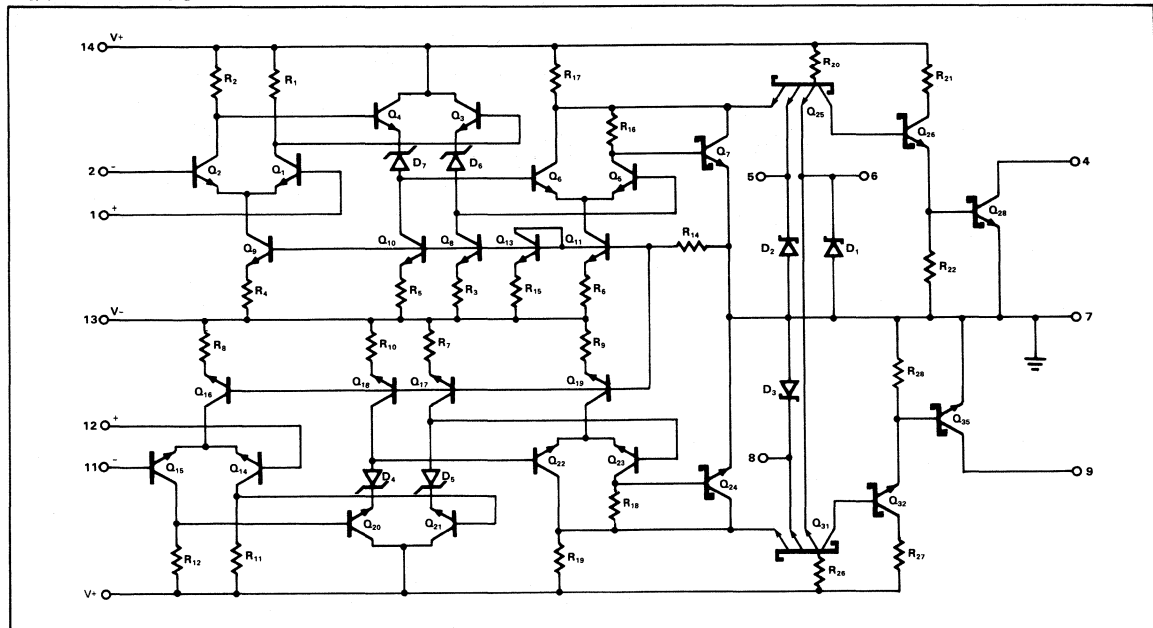 14 V+
R2
R1
R17
R20
R21
Q4
Q3
Q25
Q26
R16
Q7
D7
D6
2 -
Q2
Q1
Q6
Q5
5
6
4
1 +
Q28
R14
D2
D1
Q9
Q10
Q8
Q13
Q11
R22
R4
R5
R3
R15
R6
13 V-
7
R8
R10
R7
R9
R28
Q16
Q18
Q17
Q19
D3
Q35
12 +
11 -
Q15
Q14
D4
D5
Q22
Q23
8
9
Q24
Q20
Q21
R18
Q31
Q32
R12
R11
R19
R26
R27
V+